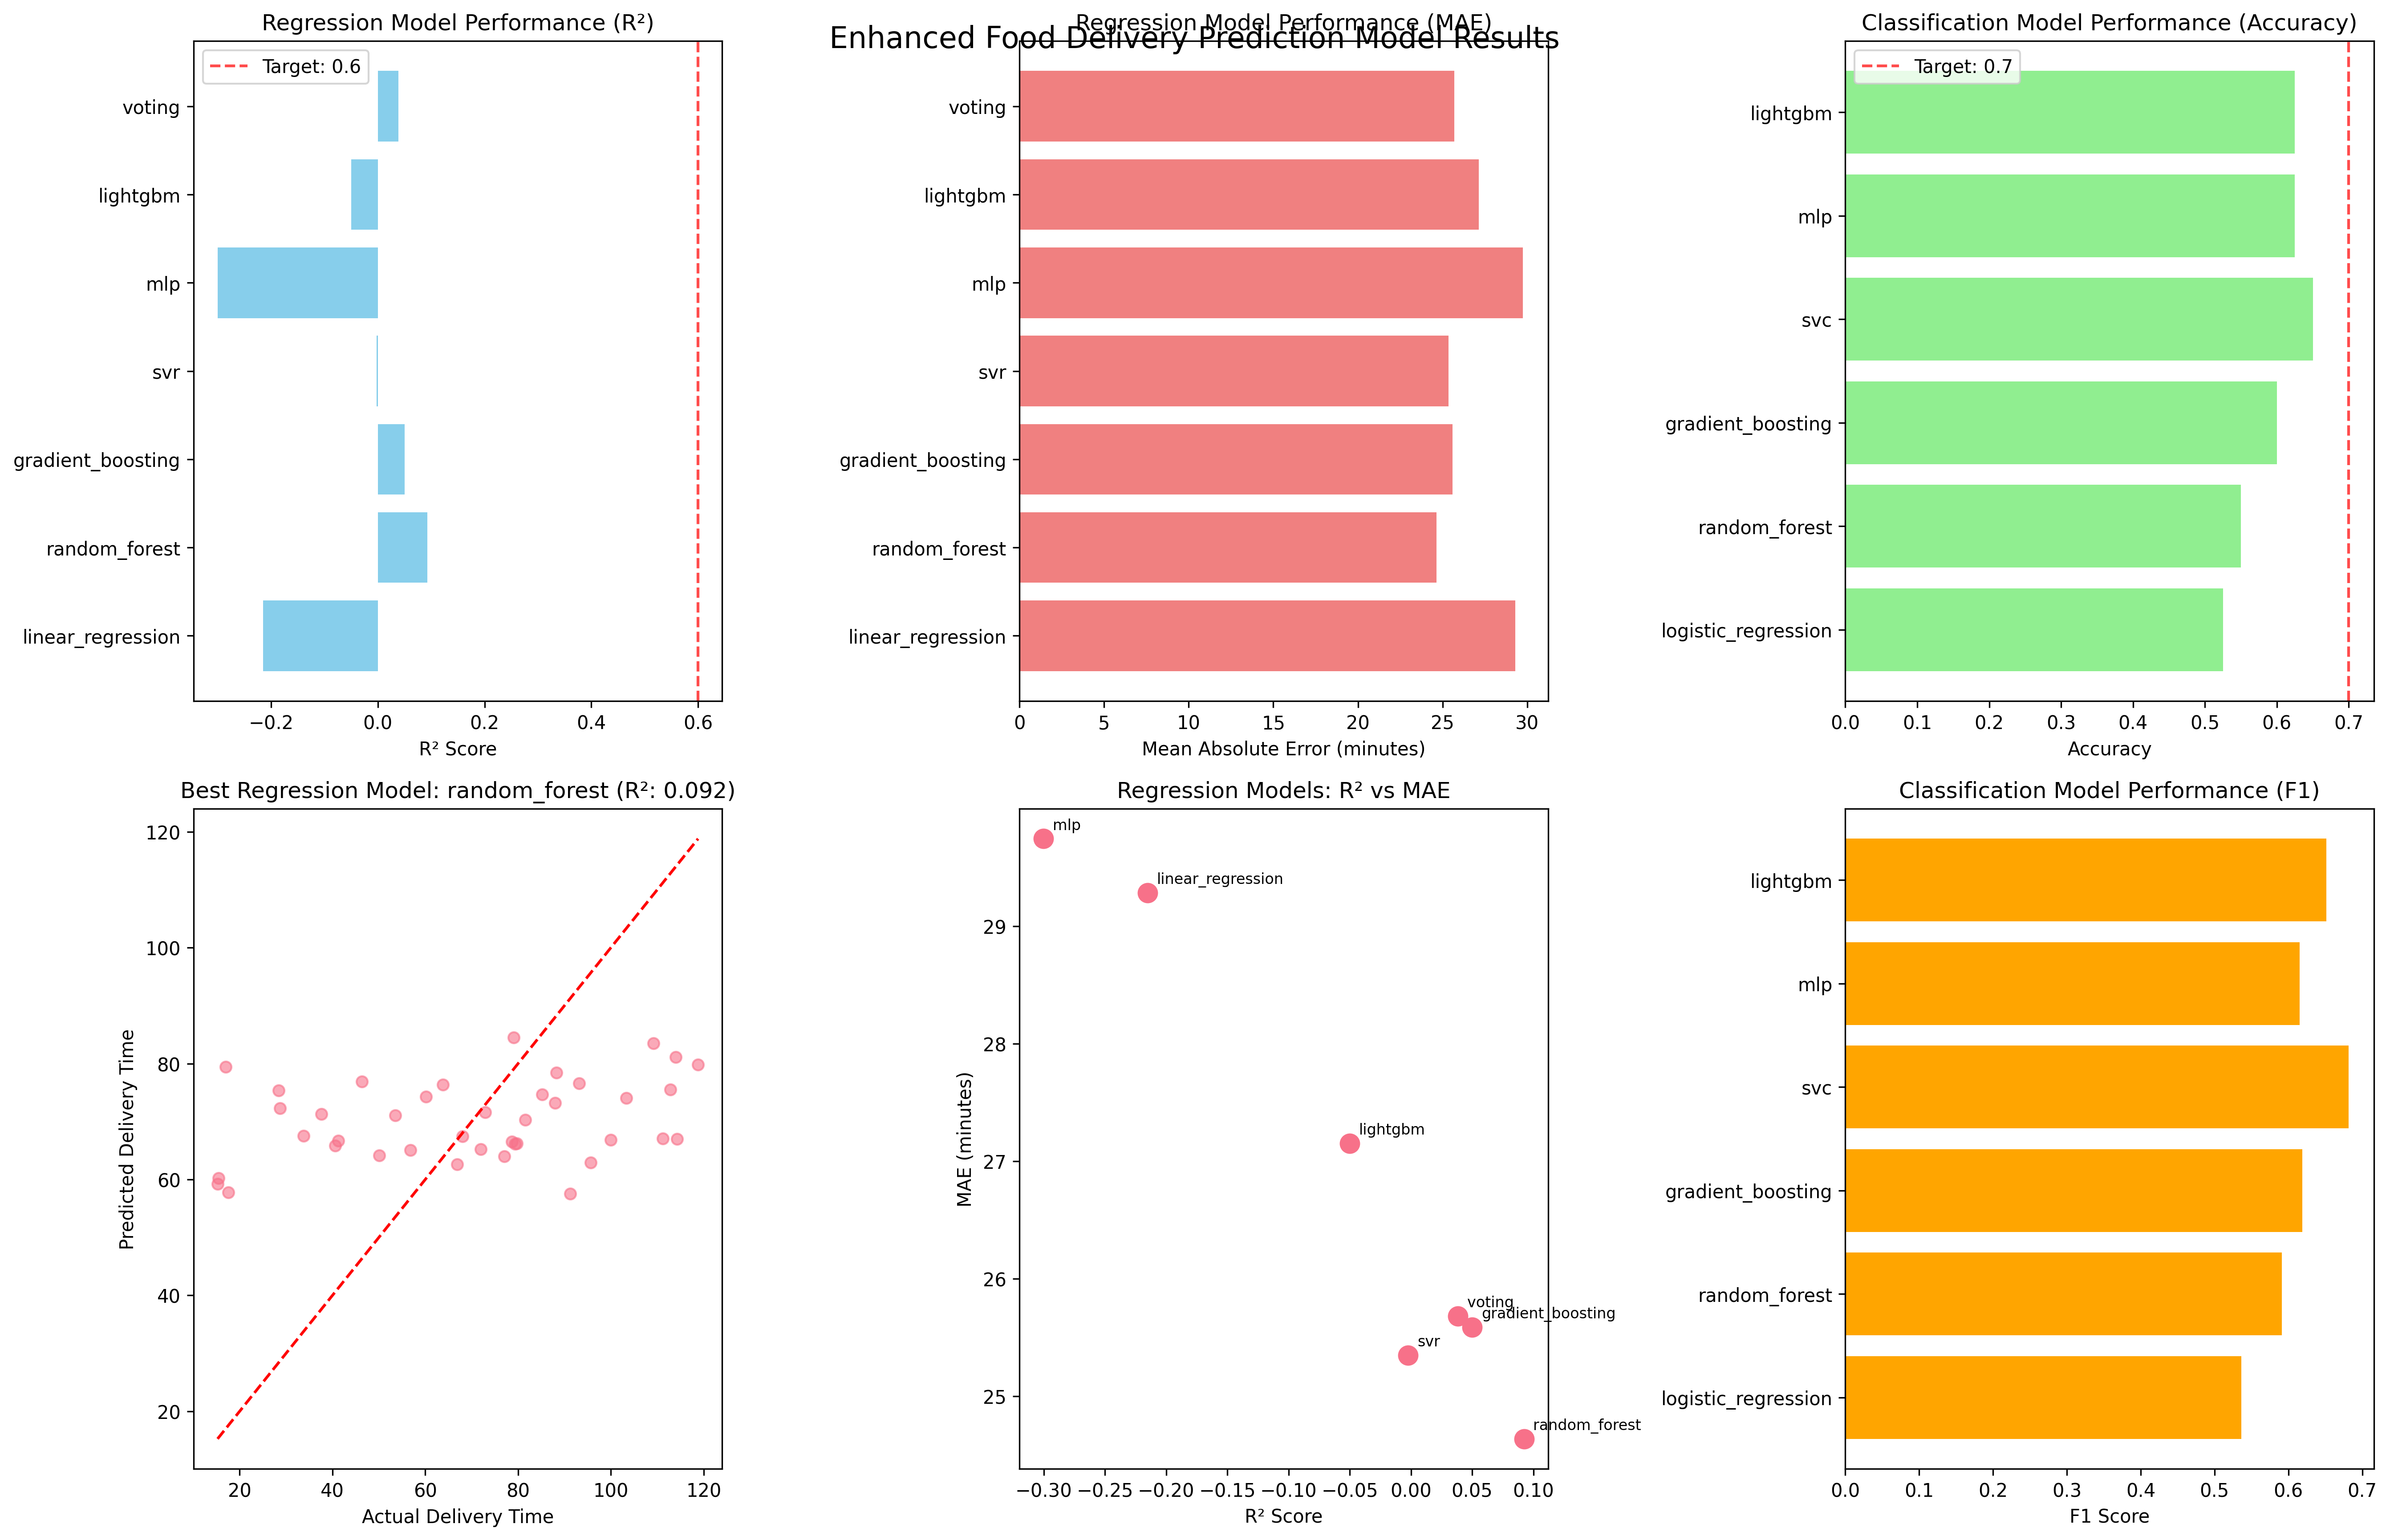 Enhanced Food Delivery Prediction Model Results
Regression Model Performance (R²)
Target: 0.6
voting
lightgbm
mlp
svr
gradient_boosting
random_forest
linear_regression
−0.2 0.0 0.2 0.4 0.6
R² Score
Regression Model Performance (MAE)
voting
lightgbm
mlp
svr
gradient_boosting
random_forest
linear_regression
0 5 10 15 20 25 30
Mean Absolute Error (minutes)
Classification Model Performance (Accuracy)
Target: 0.7
lightgbm
mlp
svc
gradient_boosting
random_forest
logistic_regression
0.0 0.1 0.2 0.3 0.4 0.5 0.6 0.7
Accuracy
Best Regression Model: random_forest (R²: 0.092)
Predicted Delivery Time
120
100
80
60
40
20
20 40 60 80 100 120
Actual Delivery Time
Regression Models: R² vs MAE
MAE (minutes)
29
28
27
26
25
mlp
linear_regression
lightgbm
voting
gradient_boosting
svr
random_forest
−0.30 −0.25 −0.20 −0.15 −0.10 −0.05 0.00 0.05 0.10
R² Score
Classification Model Performance (F1)
lightgbm
mlp
svc
gradient_boosting
random_forest
logistic_regression
0.0 0.1 0.2 0.3 0.4 0.5 0.6 0.7
F1 Score